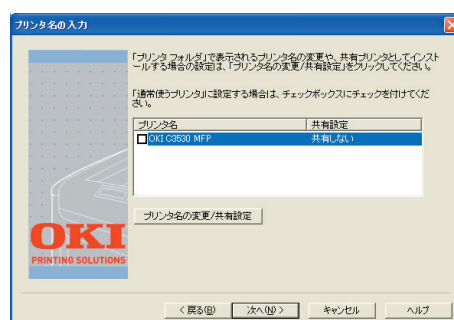 プリンタ名の入力
「プリンタ フォルダ」で表示されるプリンタ名の変更や、共有プリンタとしてインスト
ールする場合の設定は、「プリンタ名の変更/共有設定」をクリックしてください。
「通常使うプリンタ」に設定する場合は、チェックボックスにチェックを付けてくだ
さい。
プリンタ名 共有設定
OKI C3530 MFP 共有しない
プリンタ名の変更/共有設定
OKI
PRINTING SOLUTIONS
< 戻る(B) 次へ(N) > キャンセル ヘルプ